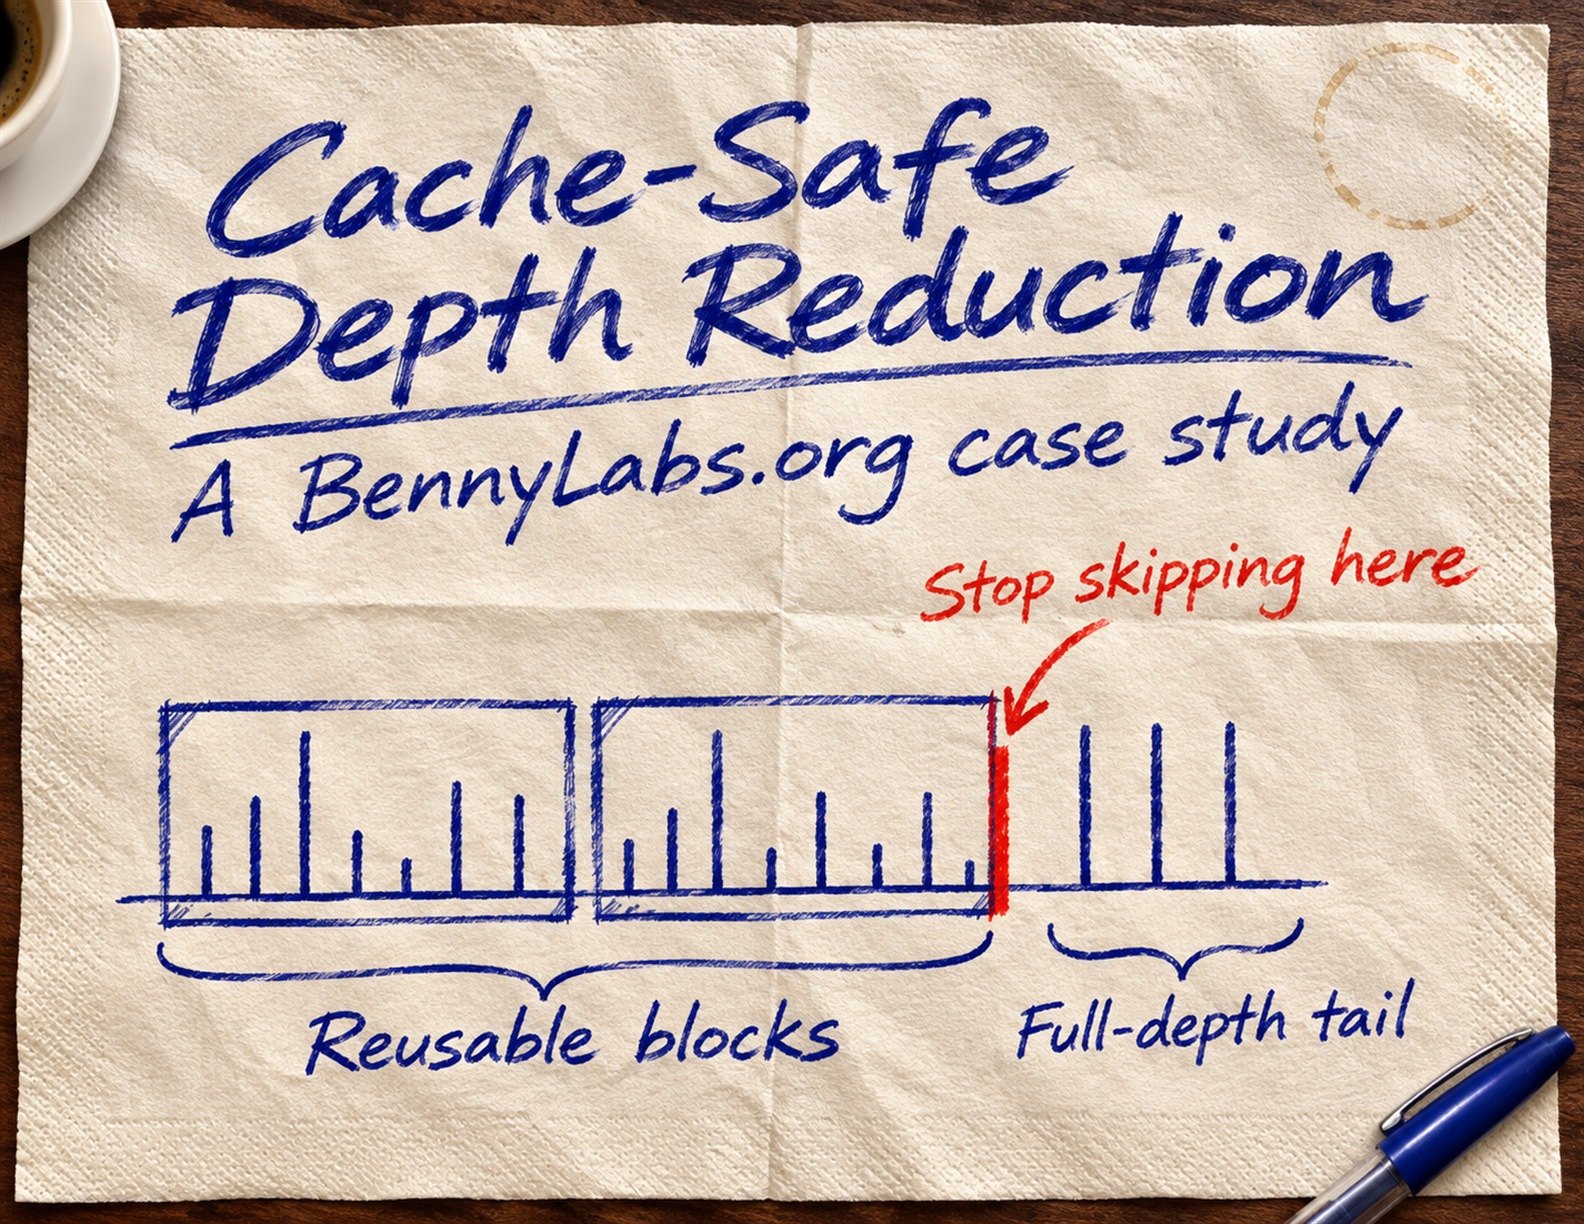 Cache-Safe
Depth Reduction
A BennyLabs.org case study
Stop skipping here
Reusable blocks
Full-depth tail